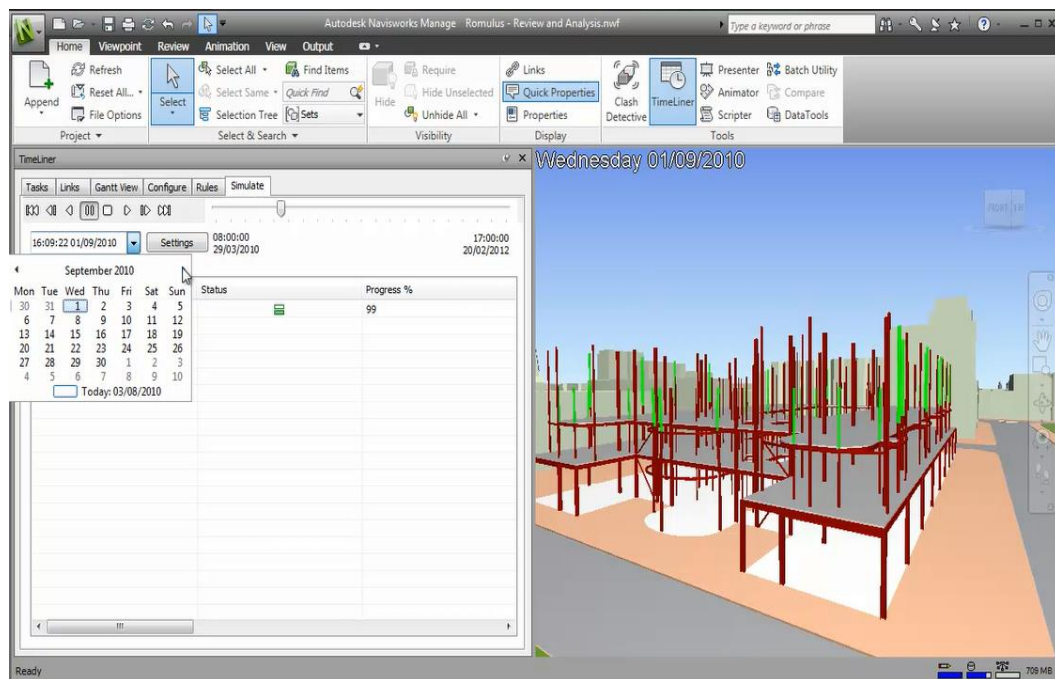 Autodesk Navisworks Manage Romulus - Review and Analysis.nwf
Type a keyword or phrase
Home Viewpoint Review Animation View Output
Append
Refresh
Reset All...
File Options
Project
Select
Select All
Select Same
Selection Tree
Find Items
Quick Find
Sets
Select & Search
Hide
Require
Hide Unselected
Unhide All
Visibility
Links
Quick Properties
Properties
Display
Clash Detective
TimeLiner
Presenter
Animator
Scripter
Batch Utility
Compare
DataTools
Tools
TimeLiner
Tasks Links Gantt View Configure Rules Simulate
16:09:22 01/09/2010
Settings
08:00:00
29/03/2010
17:00:00
20/02/2012
September 2010
Mon Tue Wed Thu Fri Sat Sun
30 31 1 2 3 4 5
6 7 8 9 10 11 12
13 14 15 16 17 18 19
20 21 22 23 24 25 26
27 28 29 30 1 2 3
4 5 6 7 8 9 10
Today: 03/08/2010
Status
Progress %
99
Wednesday 01/09/2010
Ready
709 MB